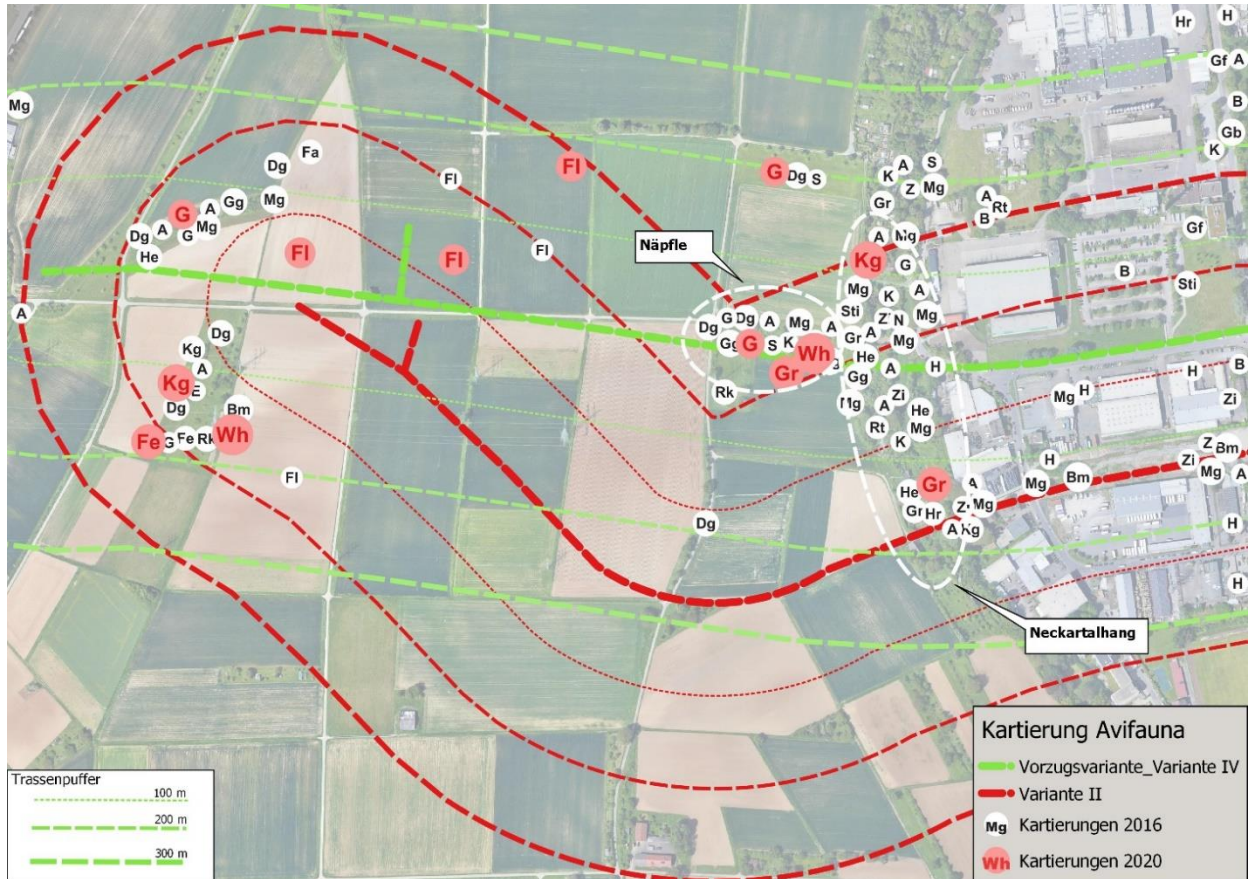 Hr H
Gf A
B
Gb
K
Mg
Fa
Dg
Fl
Fl
G Dg S
A S
K
Z Mg
Gr
A
Rt
B
Gg
A
Mg
G
Mg
A
G
Dg
He
Fl
Fl
Fl
Näpfle
A Mg
Kg
G
Gf
B
Sti
A
Mg
K
A
Sti
N
Mg
Mg
G Dg A Mg A
Dg
Gg G S K Wh
Gr
Gr A
He
Gg
A
H
Rk
A
Dg
Kg
A
Kg
E
Dg
Bm
Fe G Fe Rk Wh
Fl
Mg
A Zi
He
Rt
Mg
K
Mg
H
H
B
Zi
Z
Bm
Zi
Mg
A
H
Mg
Bm
He
Gr
A
Gr
Hr
Mg
A Kg
Dg
H
H
Neckartalhang
Trassenpuffer
100 m
200 m
300 m
Kartierung Avifauna
Vorzugsvariante_Variante IV
Variante II
Mg Kartierungen 2016
Wh Kartierungen 2020